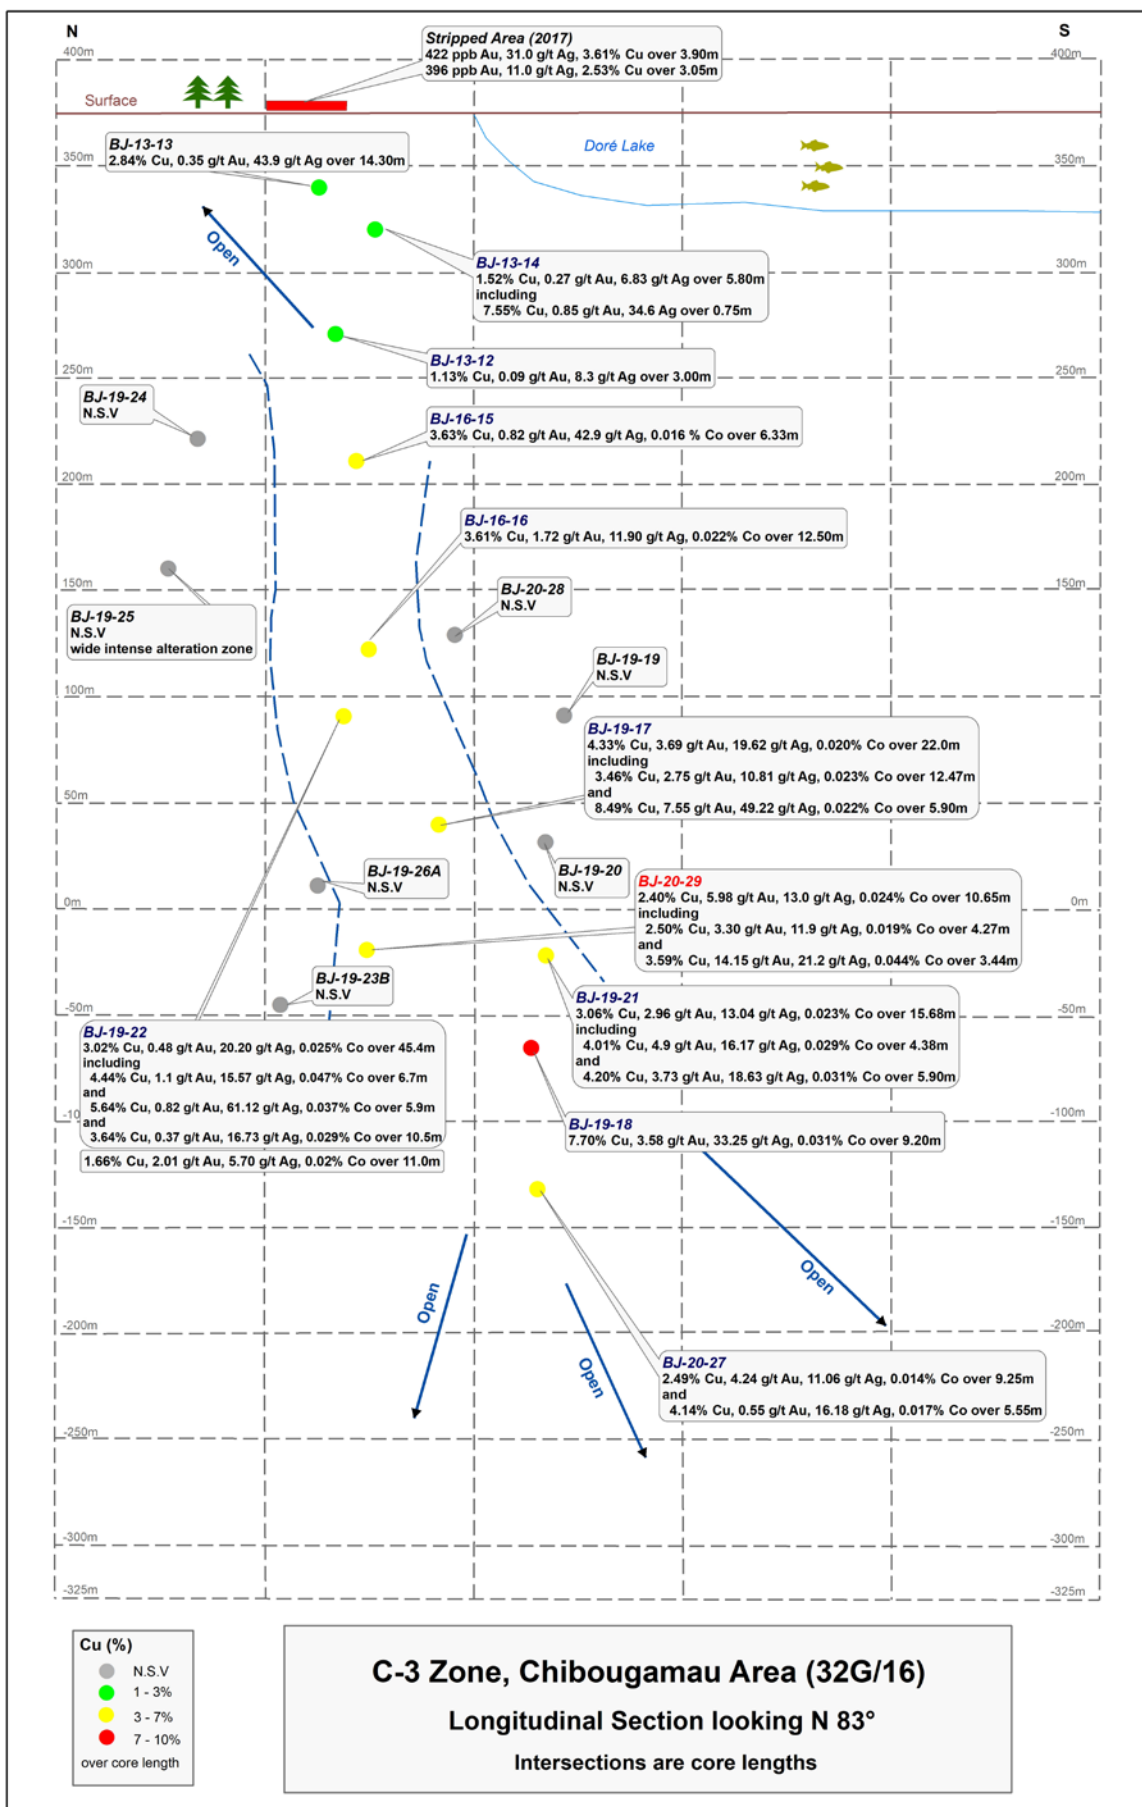 N
S
Stripped Area (2017)
422 ppb Au, 31.0 g/t Ag, 3.61% Cu over 3.90m
396 ppb Au, 11.0 g/t Ag, 2.53% Cu over 3.05m
400m
400m
Surface
BJ-13-13
2.84% Cu, 0.35 g/t Au, 43.9 g/t Ag over 14.30m
Doré Lake
350m
350m
Open
BJ-13-14
1.52% Cu, 0.27 g/t Au, 6.83 g/t Ag over 5.80m
including
7.55% Cu, 0.85 g/t Au, 34.6 Ag over 0.75m
300m
300m
BJ-13-12
1.13% Cu, 0.09 g/t Au, 8.3 g/t Ag over 3.00m
250m
250m
BJ-19-24
N.S.V
BJ-16-15
3.63% Cu, 0.82 g/t Au, 42.9 g/t Ag, 0.016 % Co over 6.33m
200m
200m
BJ-16-16
3.61% Cu, 1.72 g/t Au, 11.90 g/t Ag, 0.022% Co over 12.50m
150m
150m
BJ-20-28
N.S.V
BJ-19-25
N.S.V
wide intense alteration zone
BJ-19-19
N.S.V
100m
100m
BJ-19-17
4.33% Cu, 3.69 g/t Au, 19.62 g/t Ag, 0.020% Co over 22.0m
including
3.46% Cu, 2.75 g/t Au, 10.81 g/t Ag, 0.023% Co over 12.47m
and
8.49% Cu, 7.55 g/t Au, 49.22 g/t Ag, 0.022% Co over 5.90m
50m
50m
BJ-19-26A
N.S.V
BJ-19-20
N.S.V
BJ-20-29
2.40% Cu, 5.98 g/t Au, 13.0 g/t Ag, 0.024% Co over 10.65m
including
2.50% Cu, 3.30 g/t Au, 11.9 g/t Ag, 0.019% Co over 4.27m
and
3.59% Cu, 14.15 g/t Au, 21.2 g/t Ag, 0.044% Co over 3.44m
0m
0m
BJ-19-23B
N.S.V
BJ-19-21
3.06% Cu, 2.96 g/t Au, 13.04 g/t Ag, 0.023% Co over 15.68m
including
4.01% Cu, 4.9 g/t Au, 16.17 g/t Ag, 0.029% Co over 4.38m
and
4.20% Cu, 3.73 g/t Au, 18.63 g/t Ag, 0.031% Co over 5.90m
-50m
-50m
BJ-19-22
3.02% Cu, 0.48 g/t Au, 20.20 g/t Ag, 0.025% Co over 45.4m
including
4.44% Cu, 1.1 g/t Au, 15.57 g/t Ag, 0.047% Co over 6.7m
and
5.64% Cu, 0.82 g/t Au, 61.12 g/t Ag, 0.037% Co over 5.9m
and
3.64% Cu, 0.37 g/t Au, 16.73 g/t Ag, 0.029% Co over 10.5m
1.66% Cu, 2.01 g/t Au, 5.70 g/t Ag, 0.02% Co over 11.0m
-10
-100m
BJ-19-18
7.70% Cu, 3.58 g/t Au, 33.25 g/t Ag, 0.031% Co over 9.20m
-150m
-150m
Open
Open
Open
-200m
-200m
BJ-20-27
2.49% Cu, 4.24 g/t Au, 11.06 g/t Ag, 0.014% Co over 9.25m
and
4.14% Cu, 0.55 g/t Au, 16.18 g/t Ag, 0.017% Co over 5.55m
-250m
-250m
-300m
-300m
-325m
-325m
Cu (%)
N.S.V
1 - 3%
3 - 7%
7 - 10%
over core length
C-3 Zone, Chibougamau Area (32G/16)
Longitudinal Section looking N 83°
Intersections are core lengths